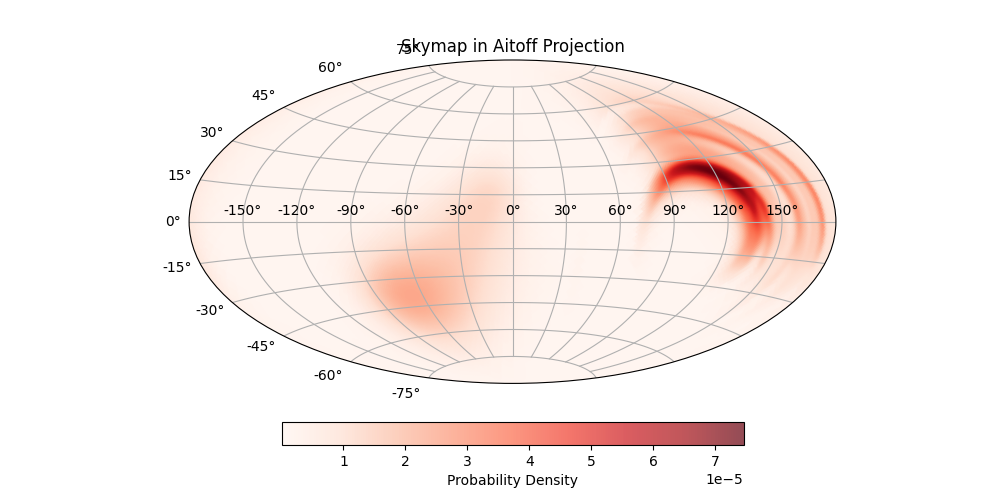 75°
Skymap in Aitoff Projection
60°
45°
30°
15°
-150° -120° -90° -60° -30° 0° 30° 60° 90° 120° 150°
0°
-15°
-30°
-45°
-60°
-75°
1 2 3 4 5 6 7
1e−5
Probability Density